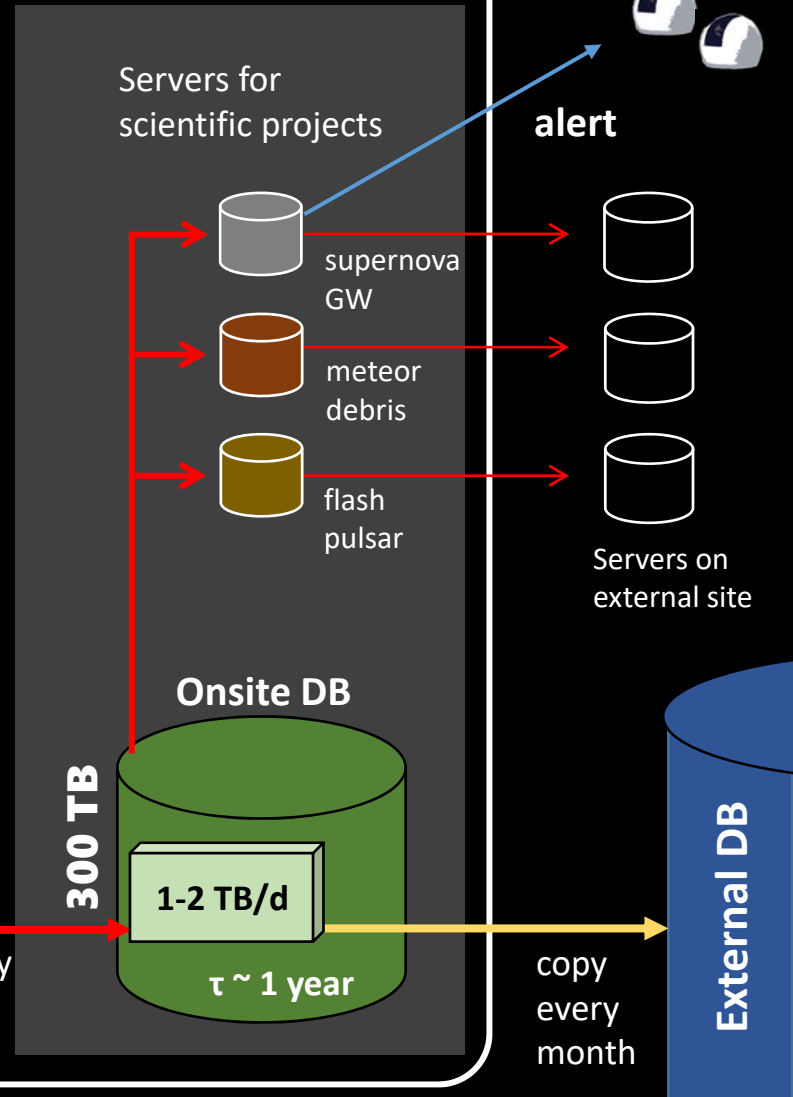 Servers for
scientific projects
alert
supernova
GW
meteor
debris
flash
pulsar
Servers on
external site
Onsite DB
300 TB
1-2 TB/d
τ ~ 1 year
y
copy
every
month
External DB